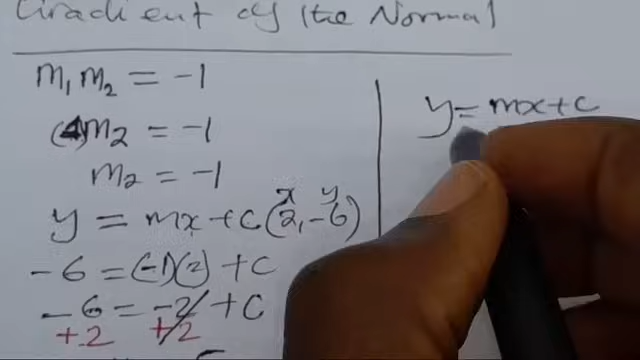 Gradient of the Normal
m₁m₂ = -1
m₂ = -1
m₂ = -1
y = mx+c (2, -6)
x y
-6 = (-1)(2) + c
-6 = -2 + c
+2 +2
y = mx+c